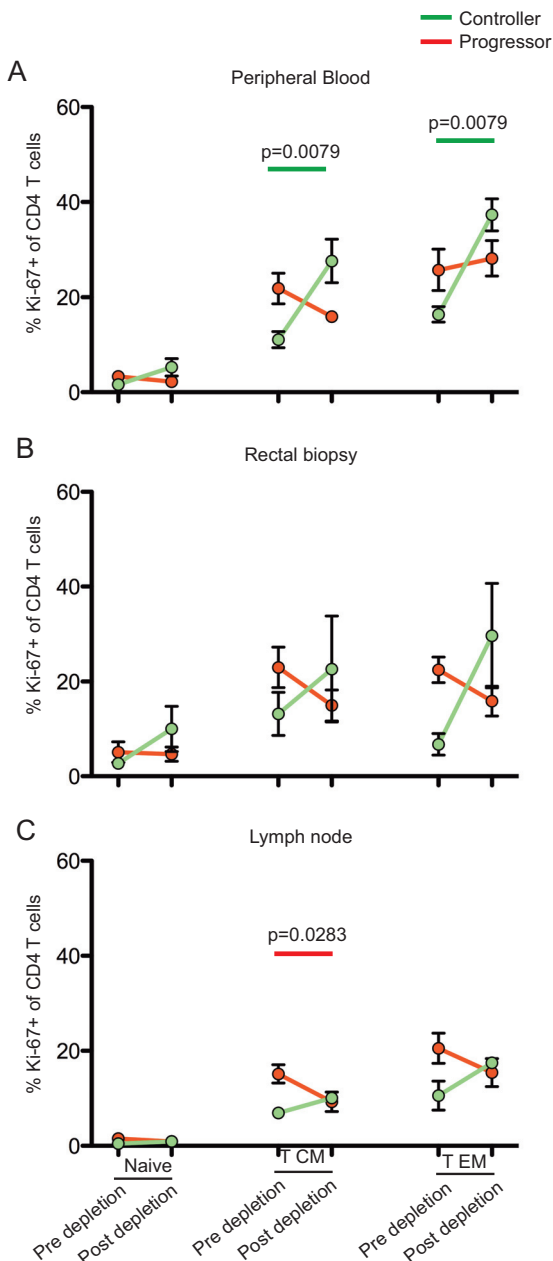 Controller
Progressor
A
Peripheral Blood
% Ki-67+ of CD4 T cells
60
40
20
0
p=0.0079
p=0.0079
B
Rectal biopsy
% Ki-67+ of CD4 T cells
60
40
20
0
C
Lymph node
% Ki-67+ of CD4 T cells
60
40
20
0
p=0.0283
Naive
T CM
T EM
Pre depletion
Post depletion
Pre depletion
Post depletion
Pre depletion
Post depletion